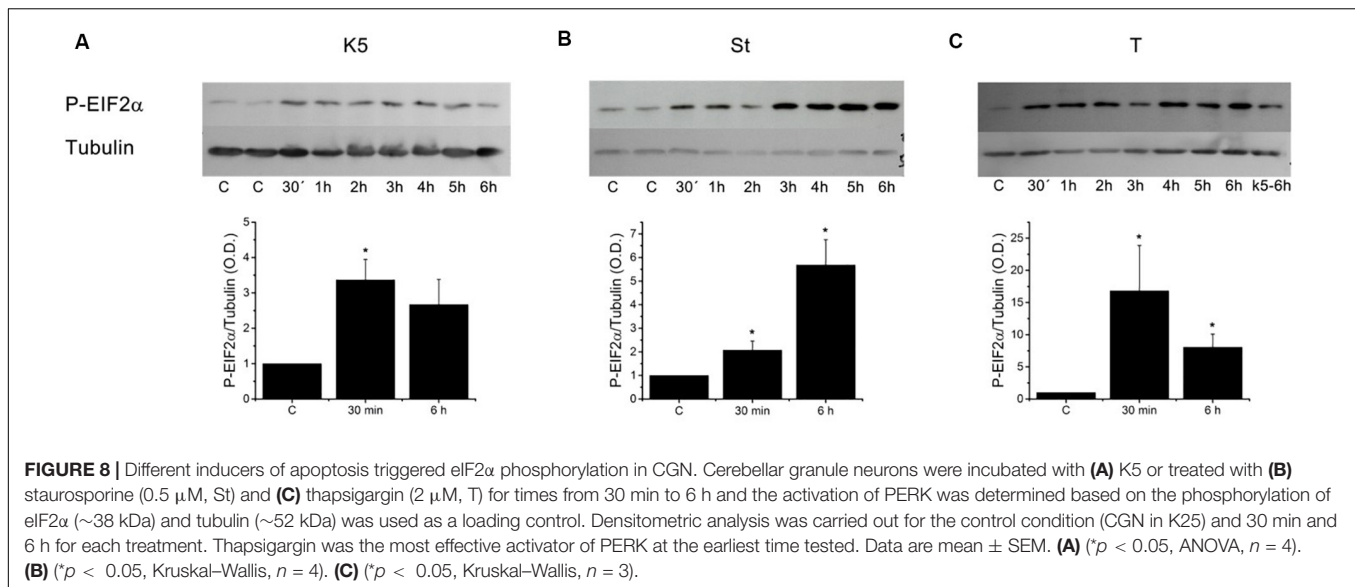 A K5
B St
C T
P-EIF2α
Tubulin
C C 30´ 1h 2h 3h 4h 5h 6h
C C 30´ 1h 2h 3h 4h 5h 6h
C 30´ 1h 2h 3h 4h 5h 6h k5-6h
P-EIF2α/Tubulin (O.D.)
5
4
3
2
1
0
*
C 30 min 6 h
P-EIF2α/Tubulin (O.D.)
7
6
5
4
3
2
1
0
* *
C 30 min 6 h
P-EIF2α/Tubulin (O.D.)
25
20
15
10
5
0
* *
C 30 min 6 h
FIGURE 8 | Different inducers of apoptosis triggered eIF2α phosphorylation in CGN. Cerebellar granule neurons were incubated with (A) K5 or treated with (B)
staurosporine (0.5 μM, St) and (C) thapsigargin (2 μM, T) for times from 30 min to 6 h and the activation of PERK was determined based on the phosphorylation of
eIF2α (~38 kDa) and tubulin (~52 kDa) was used as a loading control. Densitometric analysis was carried out for the control condition (CGN in K25) and 30 min and
6 h for each treatment. Thapsigargin was the most effective activator of PERK at the earliest time tested. Data are mean ± SEM. (A) (*p < 0.05, ANOVA, n = 4).
(B) (*p < 0.05, Kruskal–Wallis, n = 4). (C) (*p < 0.05, Kruskal–Wallis, n = 3).